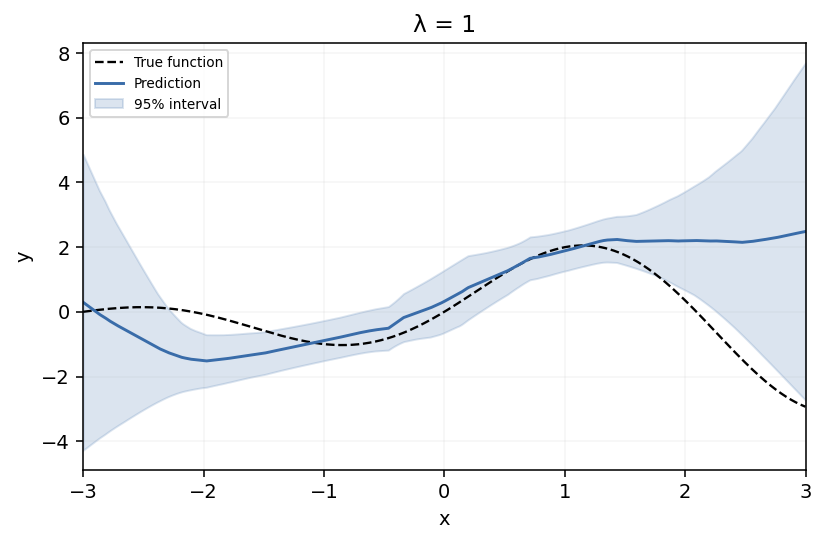 λ = 1
True function
Prediction
95% interval
8
6
4
2
0
−2
−4
y
−3 −2 −1 0 1 2 3
x